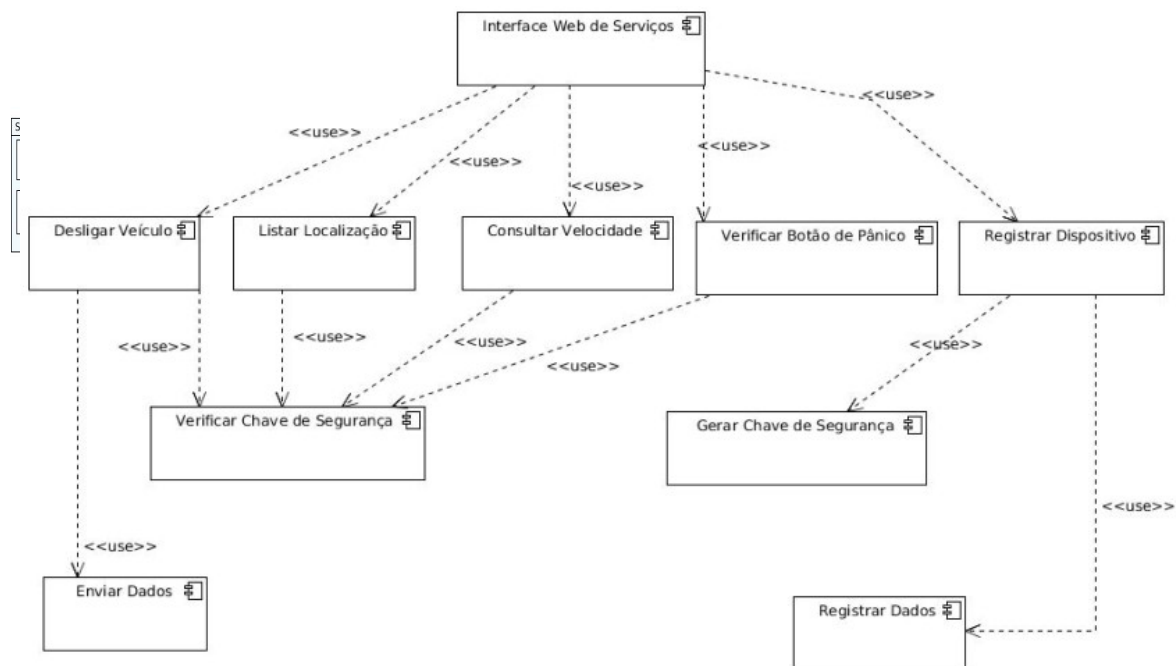 Interface Web de Serviços
<<use>>
<<use>>
<<use>>
<<use>>
<<use>>
S
Desligar Veículo
Listar Localização
Consultar Velocidade
Verificar Botão de Pânico
Registrar Dispositivo
<<use>>
<<use>>
<<use>>
<<use>>
<<use>>
Verificar Chave de Segurança
Gerar Chave de Segurança
<<use>>
<<use>>
Enviar Dados
Registrar Dados